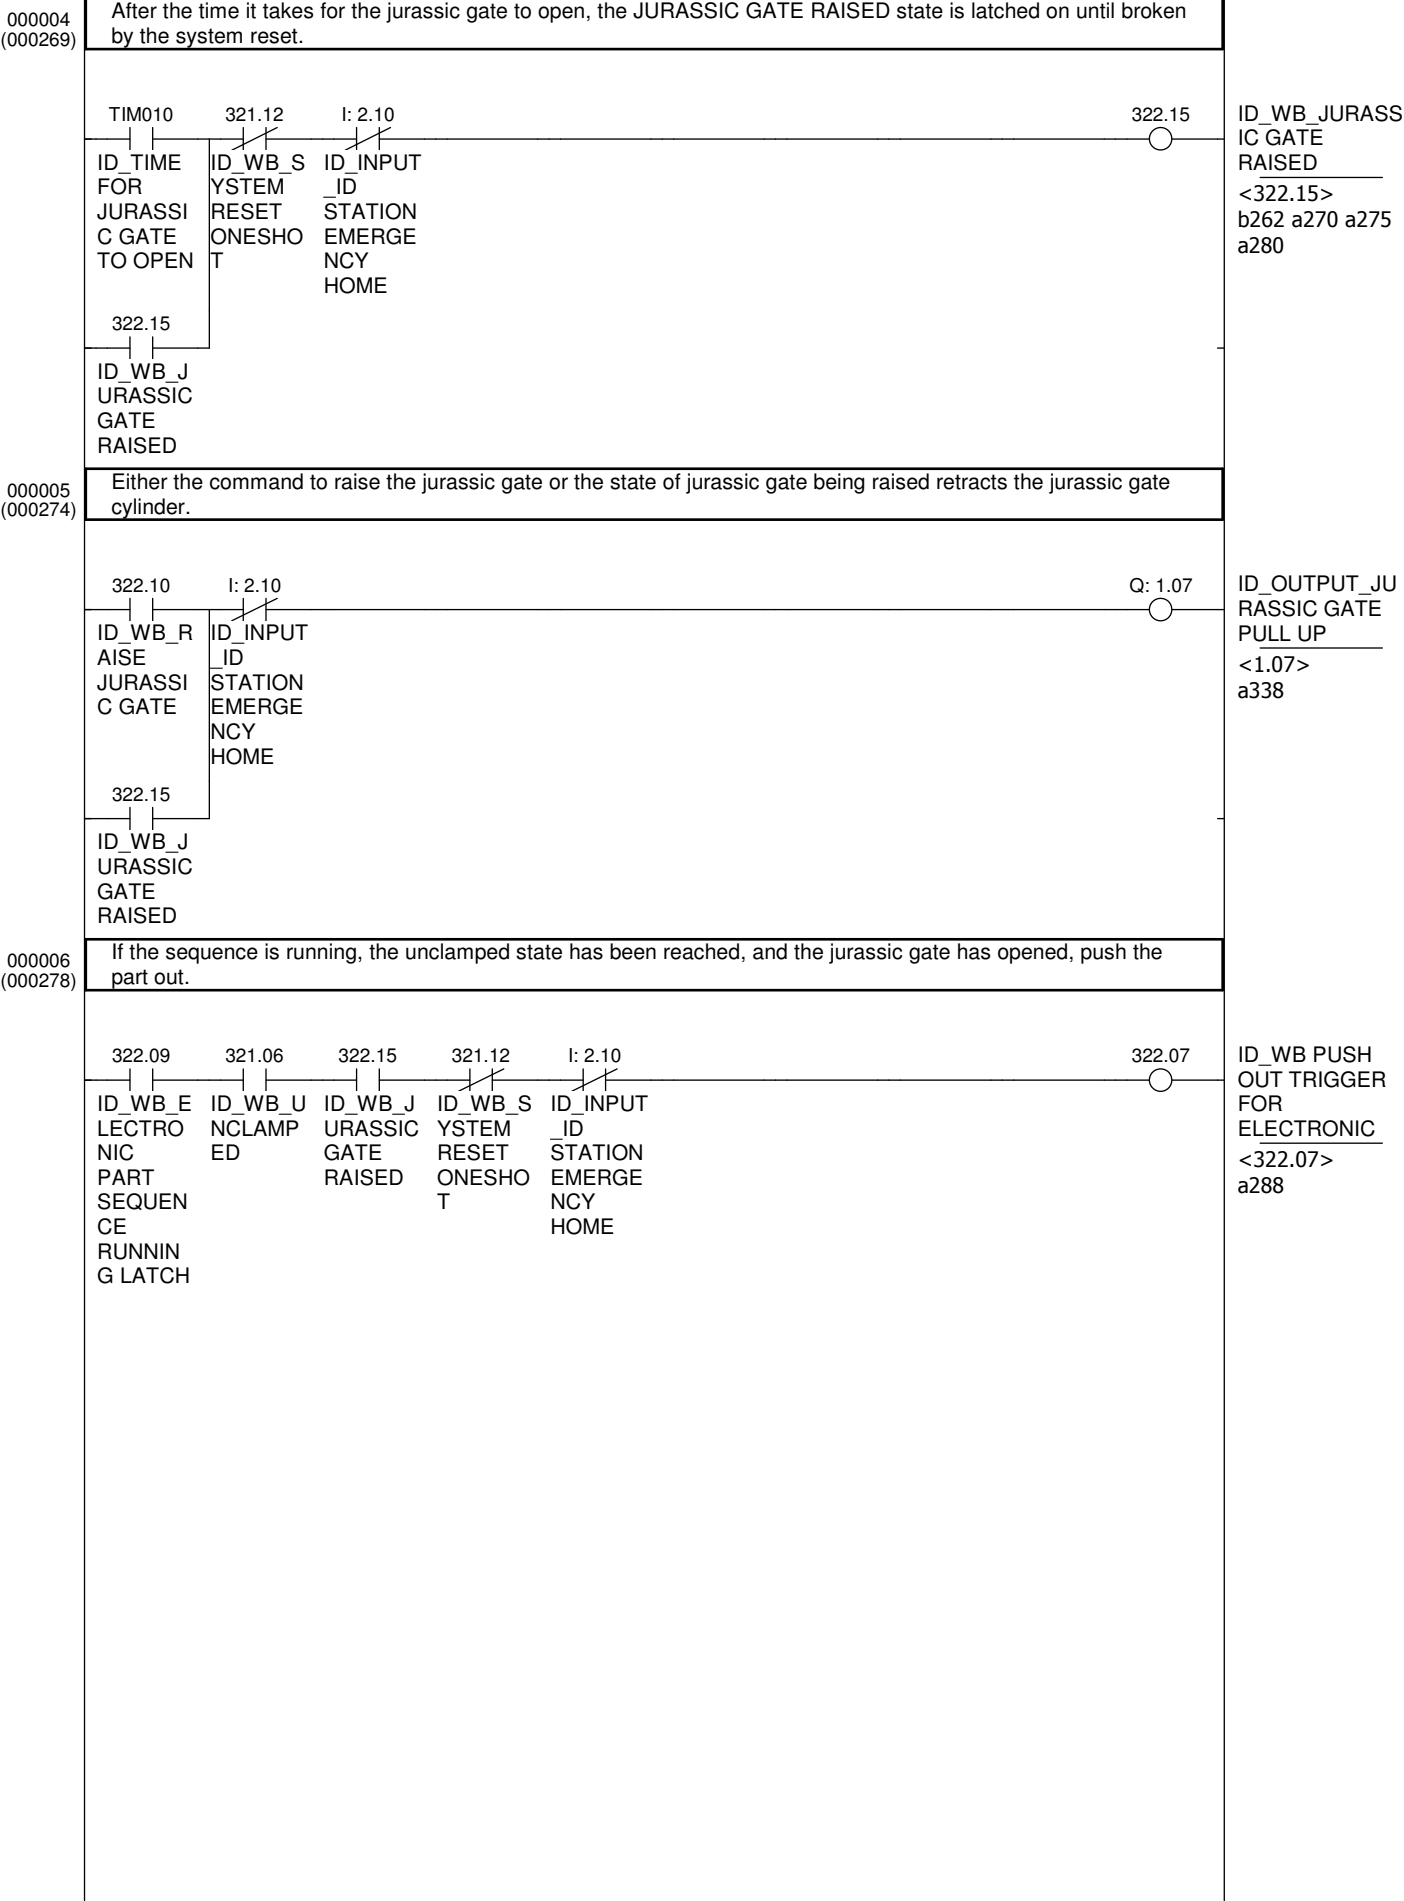 000004
(000269)
After the time it takes for the jurassic gate to open, the JURASSIC GATE RAISED state is latched on until broken
by the system reset.
TIM010
ID_TIME
FOR
JURASSI
C GATE
TO OPEN
321.12
ID_WB_S
YSTEM
RESET
ONESHO
T
I: 2.10
ID_INPUT
_ID
STATION
EMERGE
NCY
HOME
322.15
ID_WB_JURASS
IC GATE
RAISED
<322.15>
b262 a270 a275
a280
322.15
ID_WB_J
URASSIC
GATE
RAISED
000005
(000274)
Either the command to raise the jurassic gate or the state of jurassic gate being raised retracts the jurassic gate
cylinder.
322.10
ID_WB_R
AISE
JURASSI
C GATE
I: 2.10
ID_INPUT
_ID
STATION
EMERGE
NCY
HOME
Q: 1.07
ID_OUTPUT_JU
RASSIC GATE
PULL UP
<1.07>
a338
322.15
ID_WB_J
URASSIC
GATE
RAISED
000006
(000278)
If the sequence is running, the unclamped state has been reached, and the jurassic gate has opened, push the
part out.
322.09
ID_WB_E
LECTRO
NIC
PART
SEQUEN
CE
RUNNIN
G LATCH
321.06
ID_WB_U
NCLAMP
ED
322.15
ID_WB_J
URASSIC
GATE
RAISED
321.12
ID_WB_S
YSTEM
RESET
ONESHO
T
I: 2.10
ID_INPUT
_ID
STATION
EMERGE
NCY
HOME
322.07
ID_WB PUSH
OUT TRIGGER
FOR
ELECTRONIC
<322.07>
a288